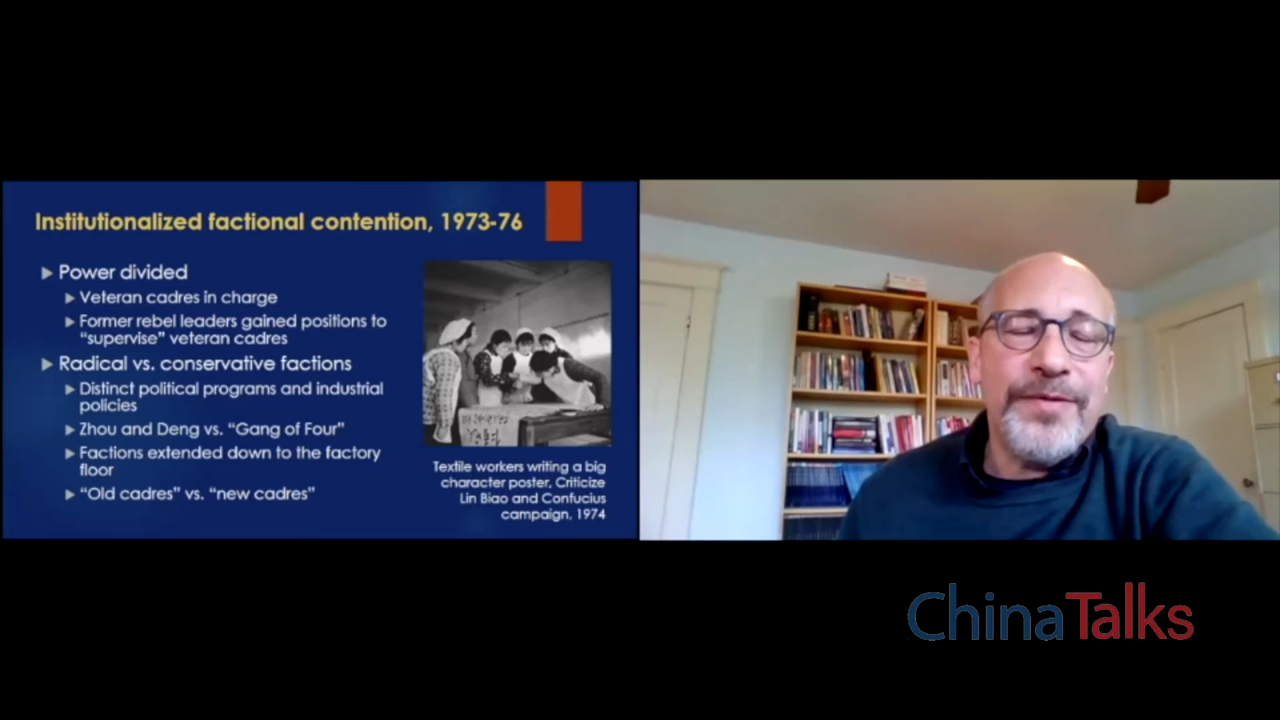 Institutionalized factional contention, 1973-76
Power divided
Veteran cadres in charge
Former rebel leaders gained positions to
“supervise” veteran cadres
Radical vs. conservative factions
Distinct political programs and industrial
policies
Zhou and Deng vs. “Gang of Four”
Factions extended down to the factory
floor
“Old cadres” vs. “new cadres”
Textile workers writing a big
character poster, Criticize
Lin Biao and Confucius
campaign, 1974
ChinaTalks